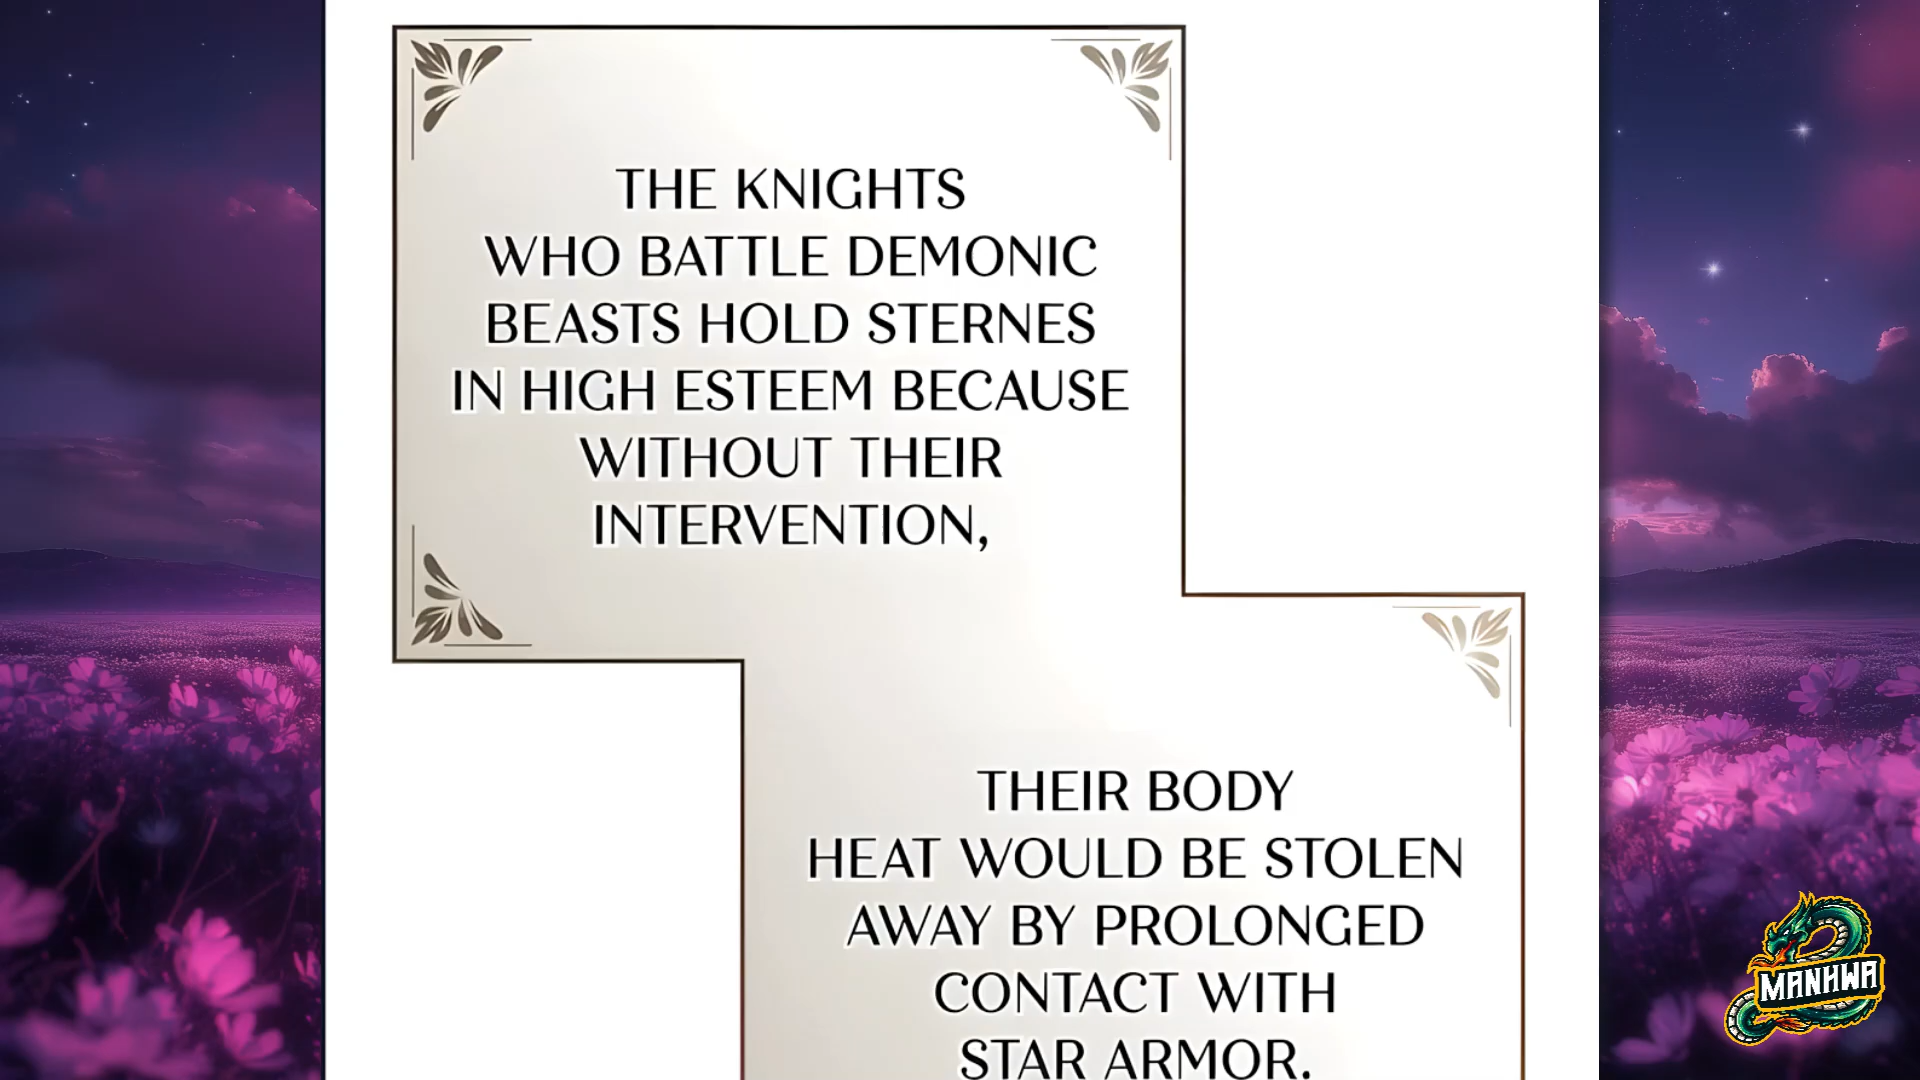 THE KNIGHTS
WHO BATTLE DEMONIC
BEASTS HOLD STERNES
IN HIGH ESTEEM BECAUSE
WITHOUT THEIR
INTERVENTION,
THEIR BODY
HEAT WOULD BE STOLEN
AWAY BY PROLONGED
CONTACT WITH
STAR ARMOR.
MANHWA